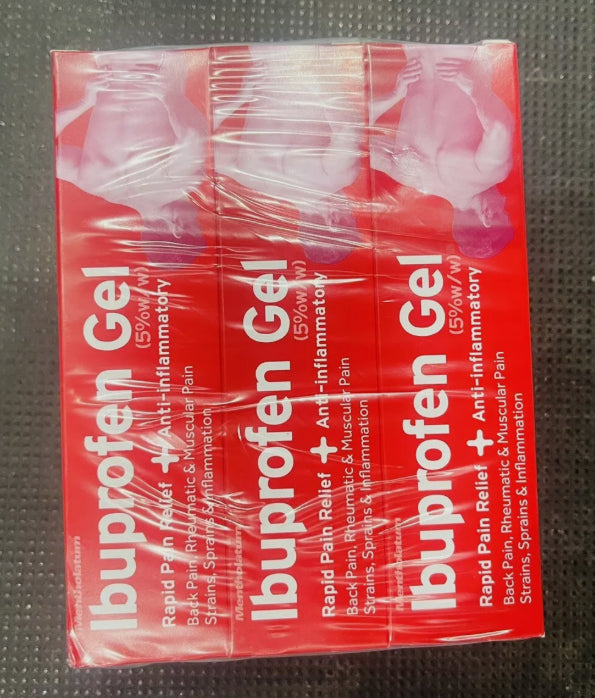 Mentholatum
Ibuprofen Gel
(5%w/w)
Rapid Pain Relief + Anti-inflammatory
Back Pain, Rheumatic & Muscular Pain
Strains, Sprains & Inflammation
Mentholatum
Ibuprofen Gel
(5%w/w)
Rapid Pain Relief + Anti-inflammatory
Back Pain, Rheumatic & Muscular Pain
Strains, Sprains & Inflammation
Mentholatum
Ibuprofen Gel
(5%w/w)
Rapid Pain Relief + Anti-inflammatory
Back Pain, Rheumatic & Muscular Pain
Strains, Sprains & Inflammation